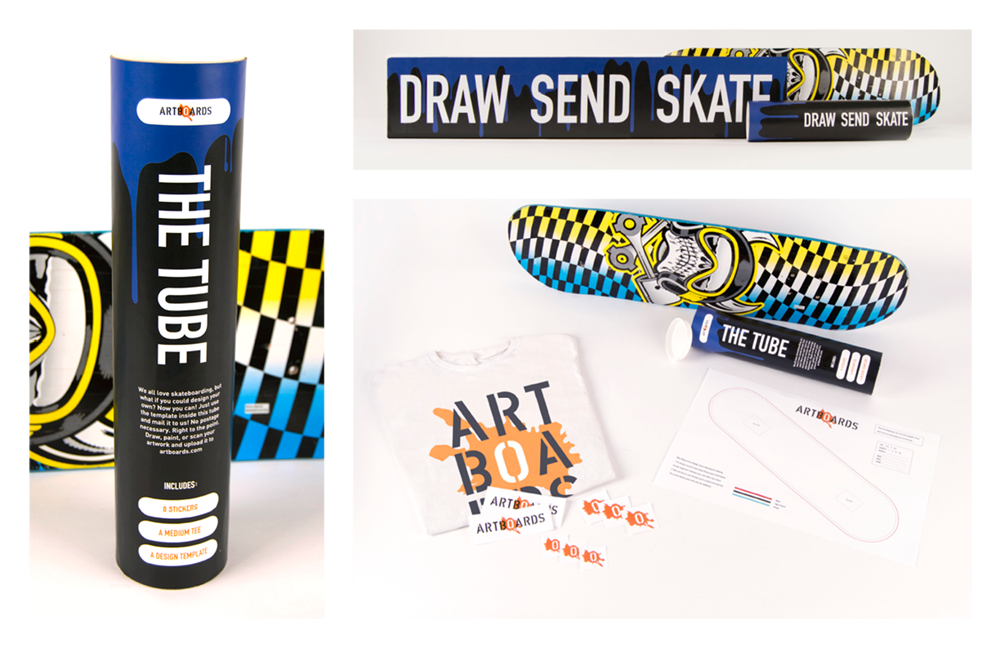 ARTBOARDS
THE TUBE
We all love skateboarding, but
what if you could design your
own? Now you can! Just use
the template inside this tube
and mail it to us! No postage
necessary. Right to the point.
Draw, paint, or scan your
artwork and upload it to
artboards.com
INCLUDES:
8 STICKERS
A MEDIUM TEE
A DESIGN TEMPLATE
DRAW SEND SKATE
DRAW SEND SKATE
THE TUBE
ART
BOA
RDS
ARTBOARDS
ARTBOARDS
ARTBOARDS